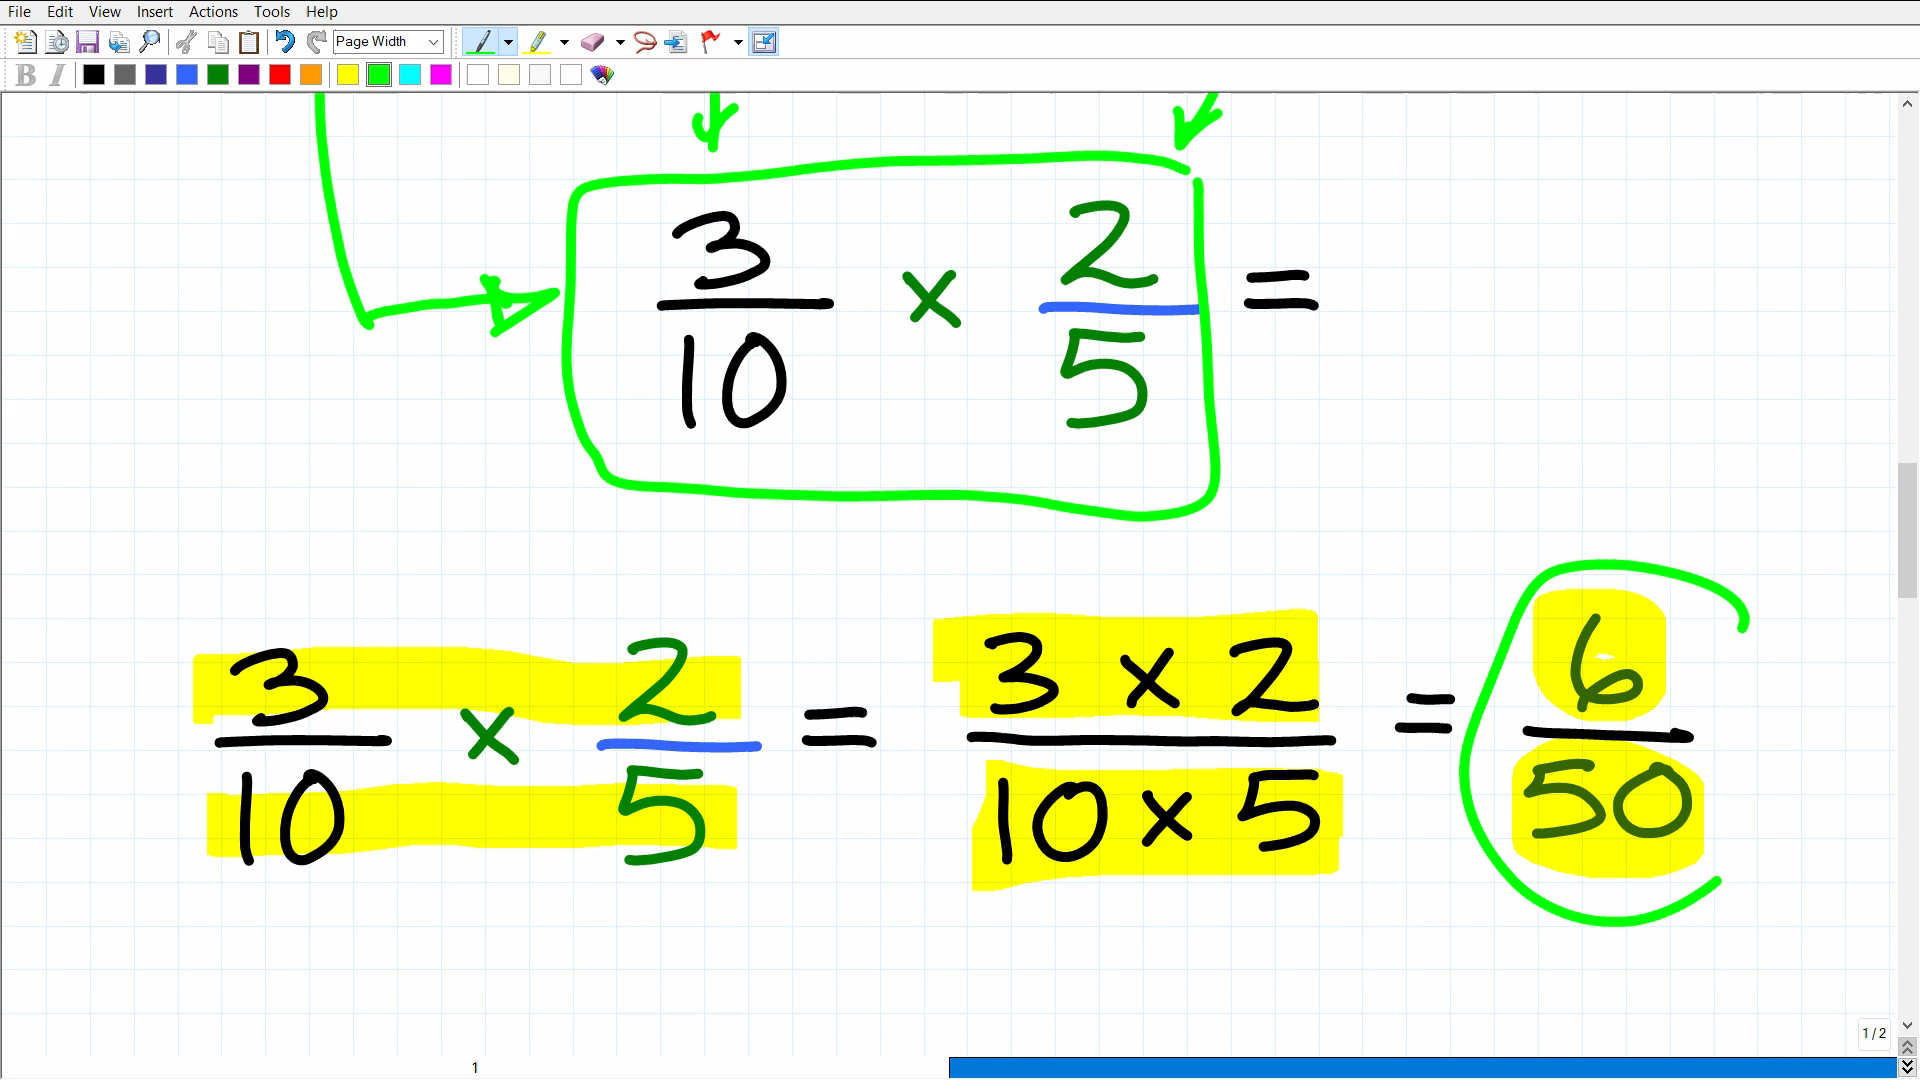 File Edit View Insert Actions Tools Help
Page Width
B I
3/10 × 2/5 =
3/10 × 2/5 = 3 × 2/10 × 5 = 6/50
1 / 2
1